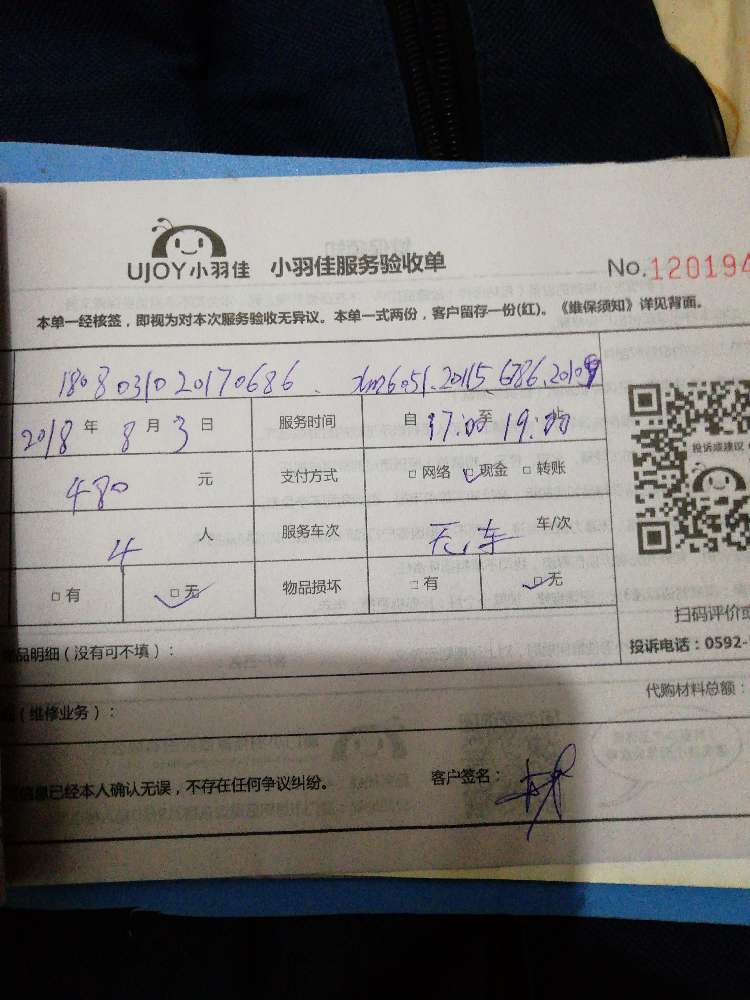 UJOY小羽佳 小羽佳服务验收单 No.120194
本单一经核签，即视为对本次服务验收无异议。本单一式两份，客户留存一份(红)。《维保须知》详见背面。
1808031020170686 . xm6051.20115 6786.2010
2018 年 8 月 3 日 服务时间 自 17:00 至 19:00
480 元 支付方式 □ 网络 □ 现金 □ 转账
4 人 服务车次 无车 车/次
□ 有 □ 无 物品损坏 □ 有 □ 无
投诉或建议
扫码评价或
投诉电话：0592-
品明细（没有可不填）：
代购材料总额：
（维修业务）：
信息已经本人确认无误，不存在任何争议纠纷。 客户签名：